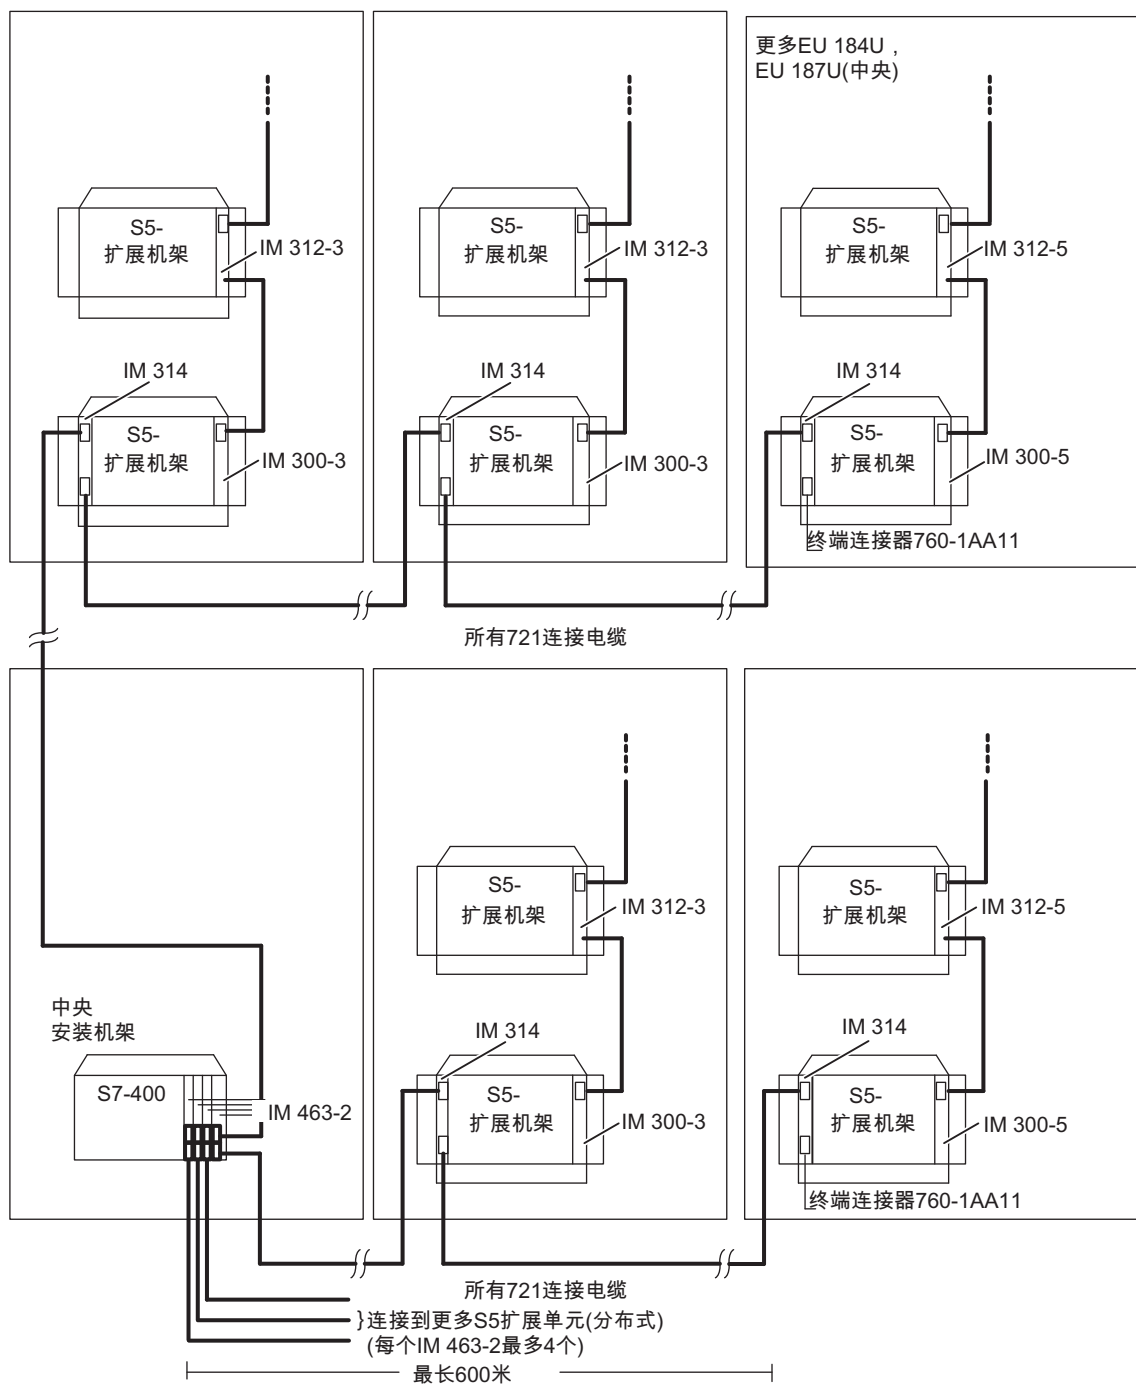 更多EU 184U ,
EU 187U(中央)
S5-
扩展机架
IM 312-3
S5-
扩展机架
IM 312-3
S5-
扩展机架
IM 312-5
IM 314
S5-
扩展机架
IM 300-3
IM 314
S5-
扩展机架
IM 300-3
IM 314
S5-
扩展机架
IM 300-5
终端连接器760-1AA11
所有721连接电缆
S5-
扩展机架
IM 312-3
S5-
扩展机架
IM 312-5
中央
安装机架
S7-400
IM 463-2
IM 314
S5-
扩展机架
IM 300-3
IM 314
S5-
扩展机架
IM 300-5
终端连接器760-1AA11
所有721连接电缆
}连接到更多S5扩展单元(分布式)
(每个IM 463-2最多4个)
最长600米